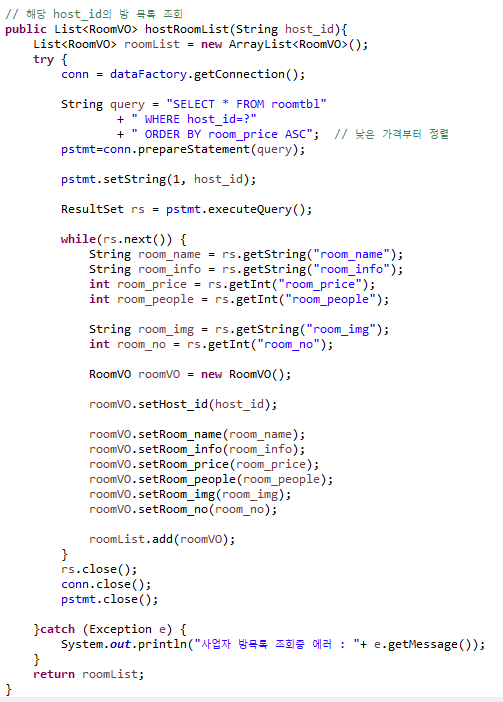 // 해당 host_id의 방 목록 조회
public List<RoomVO> hostRoomList(String host_id){
    List<RoomVO> roomList = new ArrayList<RoomVO>();
    try {
        conn = dataFactory.getConnection();

        String query = "SELECT * FROM roomtbl"
                + " WHERE host_id=?"
                + " ORDER BY room_price ASC";  // 낮은 가격부터 정렬
        pstmt=conn.prepareStatement(query);

        pstmt.setString(1, host_id);

        ResultSet rs = pstmt.executeQuery();

        while(rs.next()) {
            String room_name = rs.getString("room_name");
            String room_info = rs.getString("room_info");
            int room_price = rs.getInt("room_price");
            int room_people = rs.getInt("room_people");

            String room_img = rs.getString("room_img");
            int room_no = rs.getInt("room_no");

            RoomVO roomVO = new RoomVO();

            roomVO.setHost_id(host_id);

            roomVO.setRoom_name(room_name);
            roomVO.setRoom_info(room_info);
            roomVO.setRoom_price(room_price);
            roomVO.setRoom_people(room_people);
            roomVO.setRoom_img(room_img);
            roomVO.setRoom_no(room_no);

            roomList.add(roomVO);
        }
        rs.close();
        conn.close();
        pstmt.close();

    }catch (Exception e) {
        System.out.println("사업자 방목록 조회중 에러 : "+ e.getMessage());
    }
    return roomList;
}